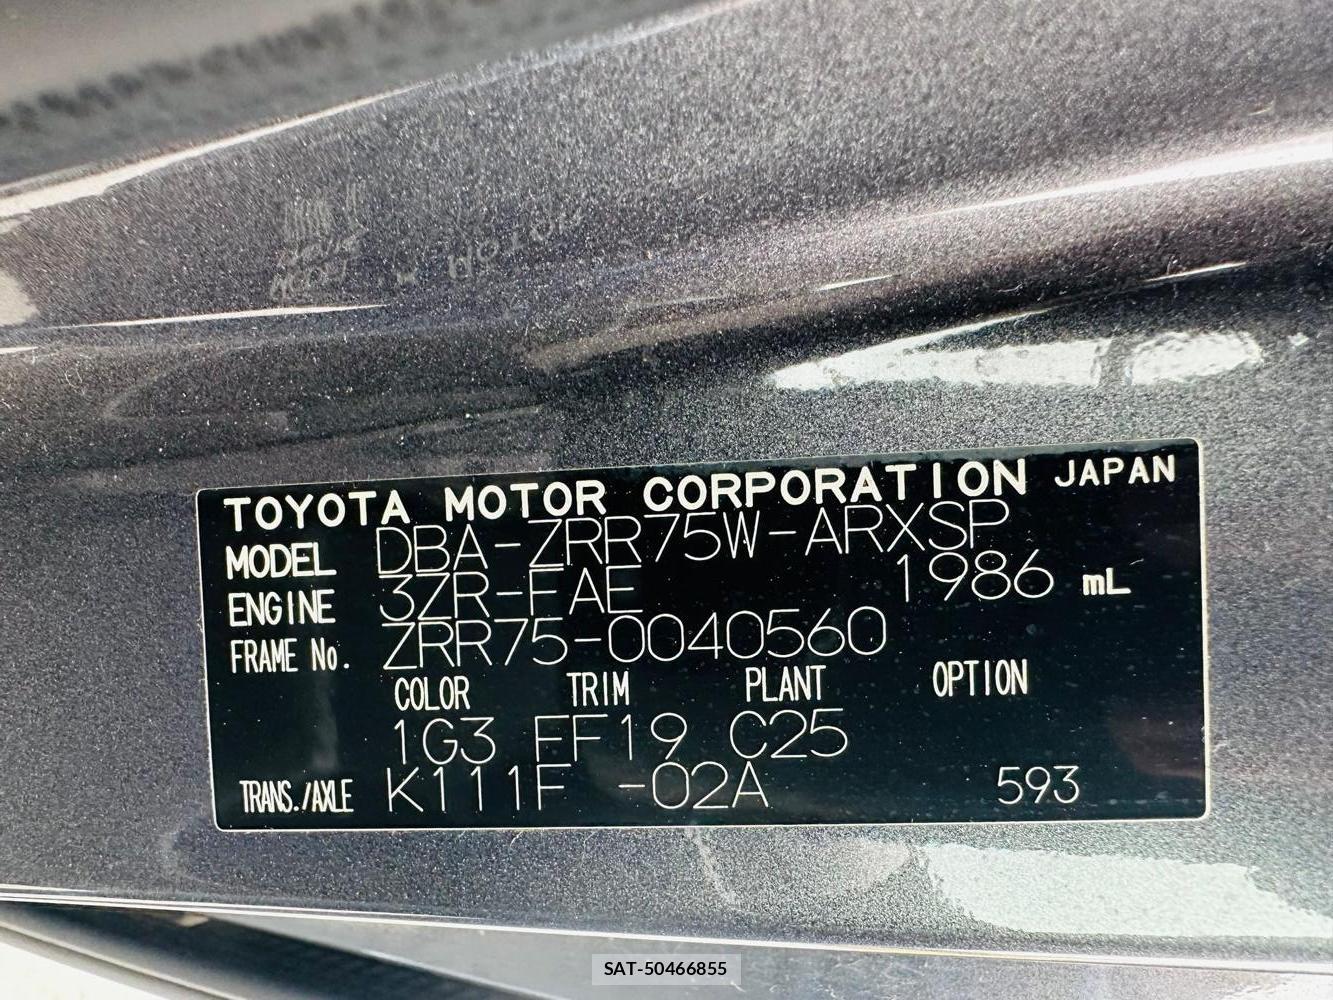 TOYOTA MOTOR CORPORATION JAPAN
MODEL DBA-ZRR75W-ARXSP
ENGINE 3ZR-FAE 1986 mL
FRAME No. ZRR75-0040560
COLOR TRIM PLANT OPTION
1G3 FF19 C25
TRANS./AXLE K111F -02A 593
SAT-50466855